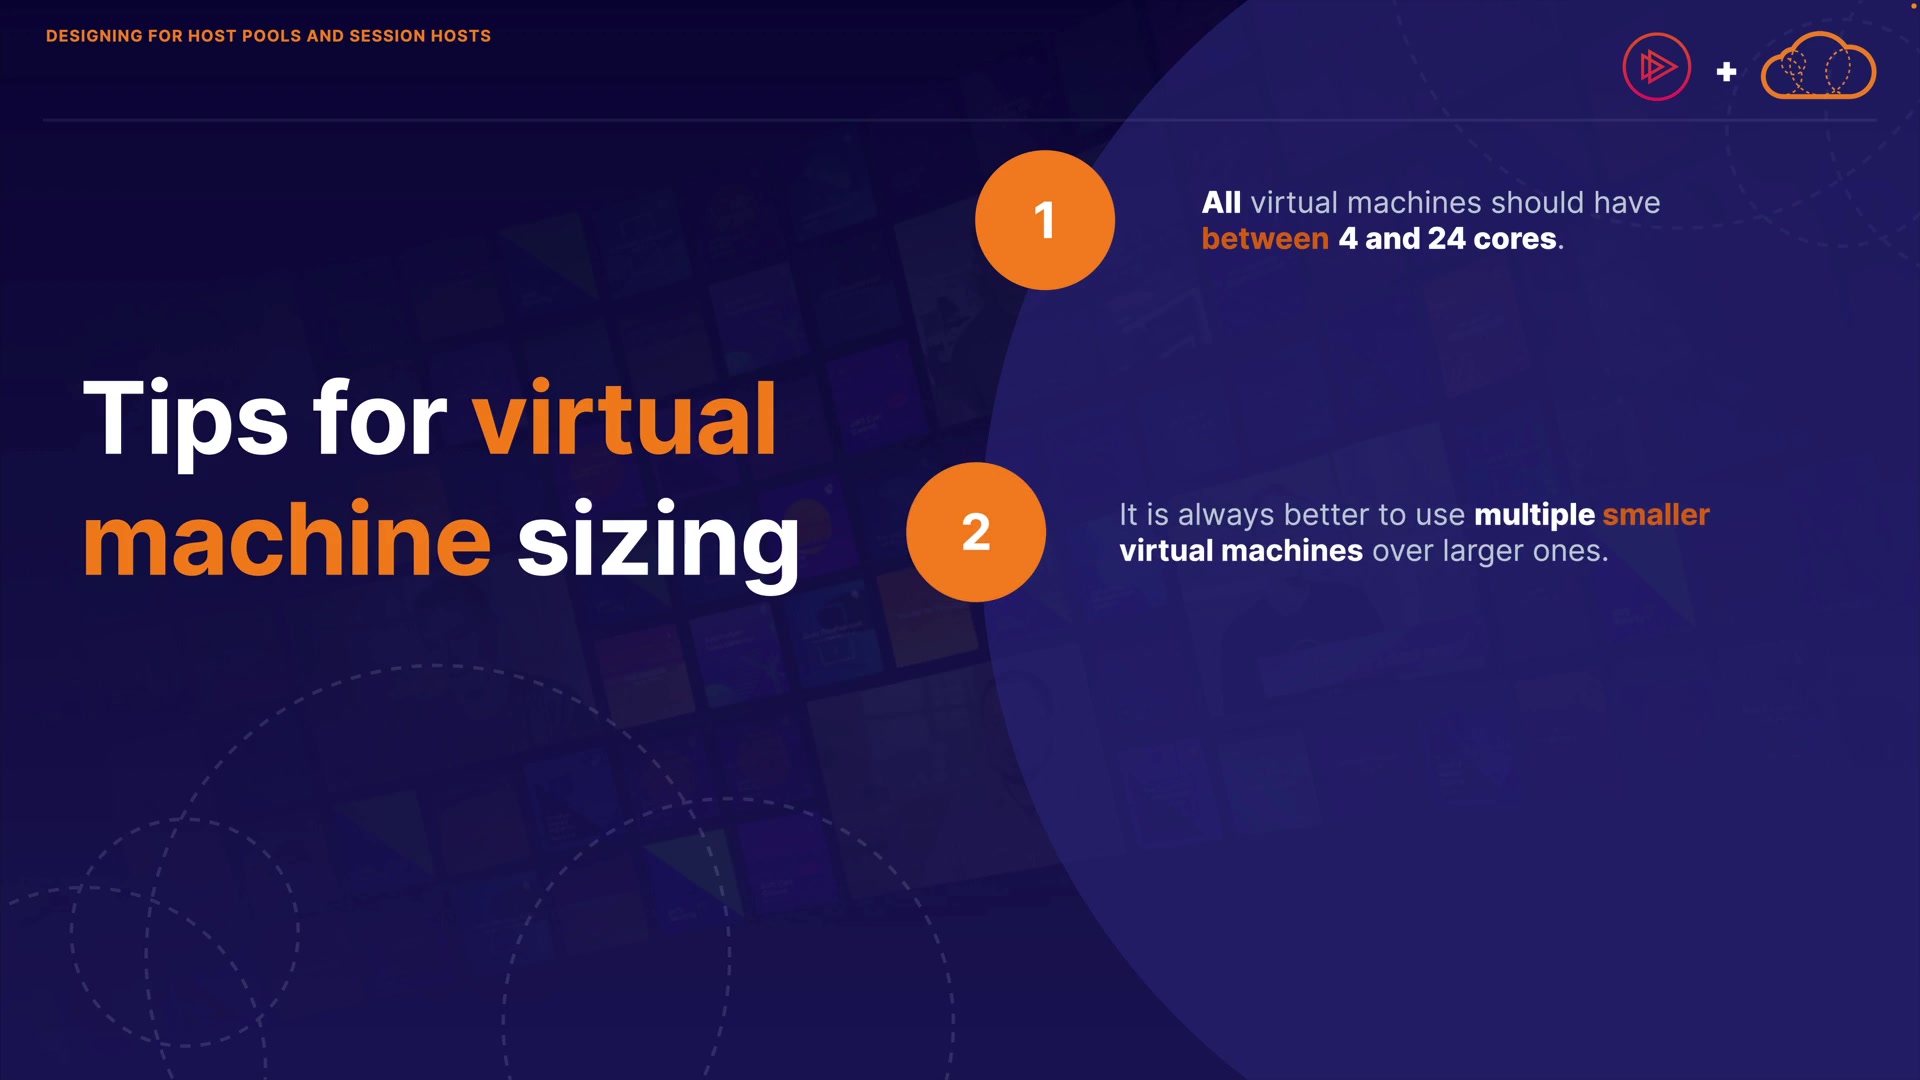 DESIGNING FOR HOST POOLS AND SESSION HOSTS
Tips for virtual
machine sizing
1
All virtual machines should have
between 4 and 24 cores.
2
It is always better to use multiple smaller
virtual machines over larger ones.